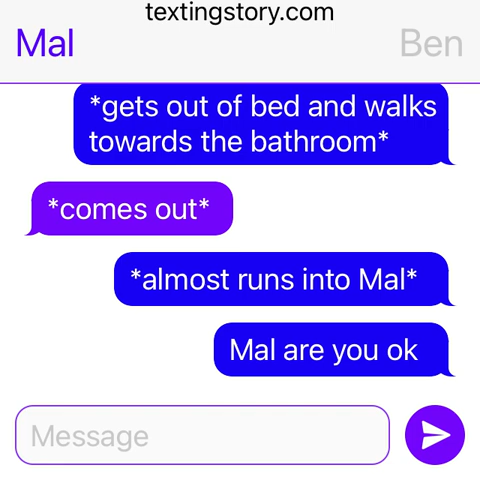 textingstory.com
Mal
Ben
*gets out of bed and walks
towards the bathroom*
*comes out*
*almost runs into Mal*
Mal are you ok
Message